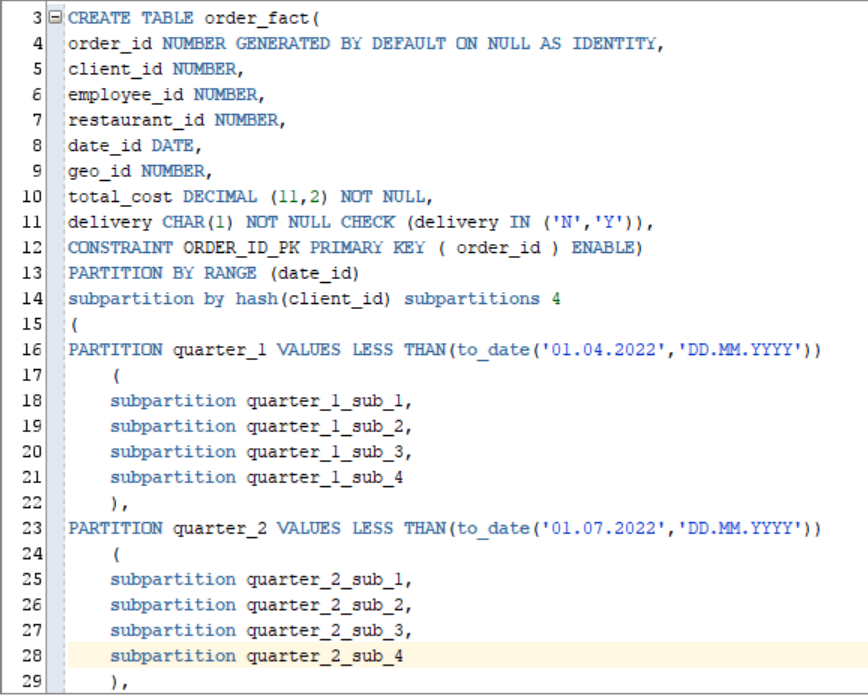 3 CREATE TABLE order_fact(
4 order_id NUMBER GENERATED BY DEFAULT ON NULL AS IDENTITY,
5 client_id NUMBER,
6 employee_id NUMBER,
7 restaurant_id NUMBER,
8 date_id DATE,
9 geo_id NUMBER,
10 total_cost DECIMAL (11,2) NOT NULL,
11 delivery CHAR(1) NOT NULL CHECK (delivery IN ('N','Y')),
12 CONSTRAINT ORDER_ID_PK PRIMARY KEY ( order_id ) ENABLE)
13 PARTITION BY RANGE (date_id)
14 subpartition by hash(client_id) subpartitions 4
15 (
16 PARTITION quarter_1 VALUES LESS THAN(to_date('01.04.2022','DD.MM.YYYY'))
17     (
18     subpartition quarter_1_sub_1,
19     subpartition quarter_1_sub_2,
20     subpartition quarter_1_sub_3,
21     subpartition quarter_1_sub_4
22     ),
23 PARTITION quarter_2 VALUES LESS THAN(to_date('01.07.2022','DD.MM.YYYY'))
24     (
25     subpartition quarter_2_sub_1,
26     subpartition quarter_2_sub_2,
27     subpartition quarter_2_sub_3,
28     subpartition quarter_2_sub_4
29     ),